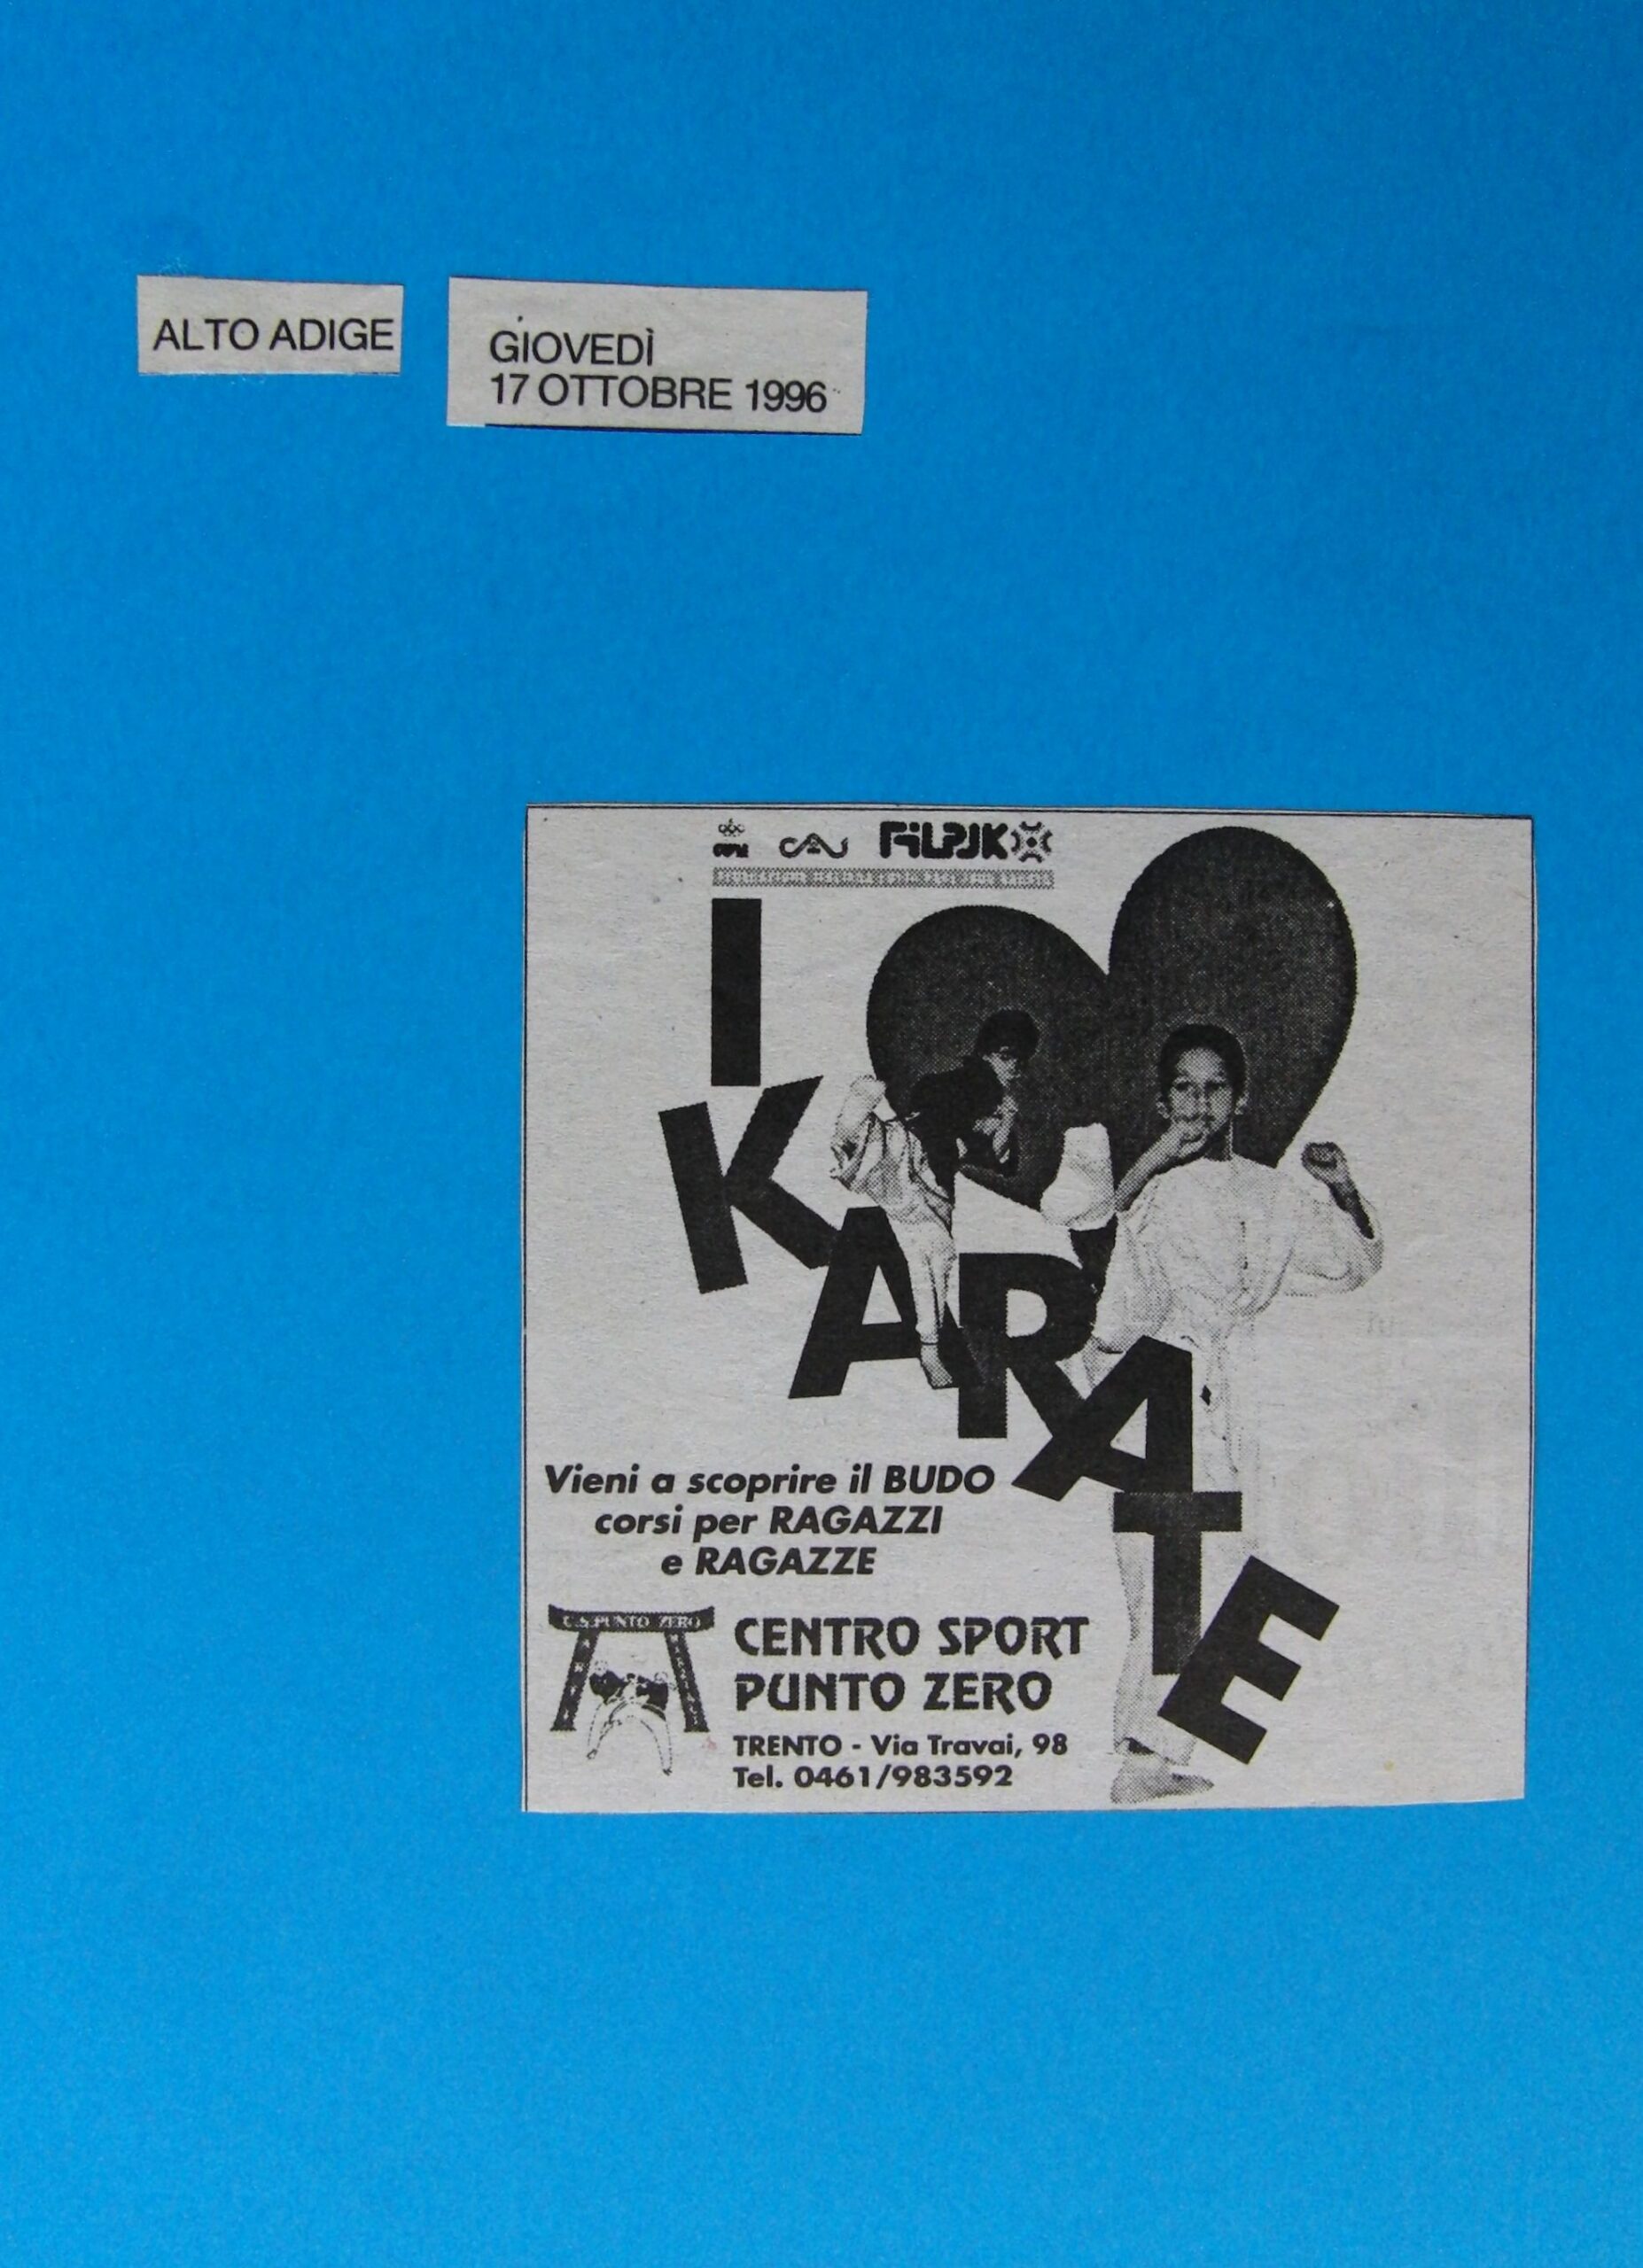 ALTO ADIGE
GIOVEDÌ
17 OTTOBRE 1996
FILPJK
I
KARATE
Vieni a scoprire il BUDO
corsi per RAGAZZI
e RAGAZZE
C.S. PUNTO ZERO
CENTRO SPORT
PUNTO ZERO
TRENTO - Via Travai, 98
Tel. 0461/983592